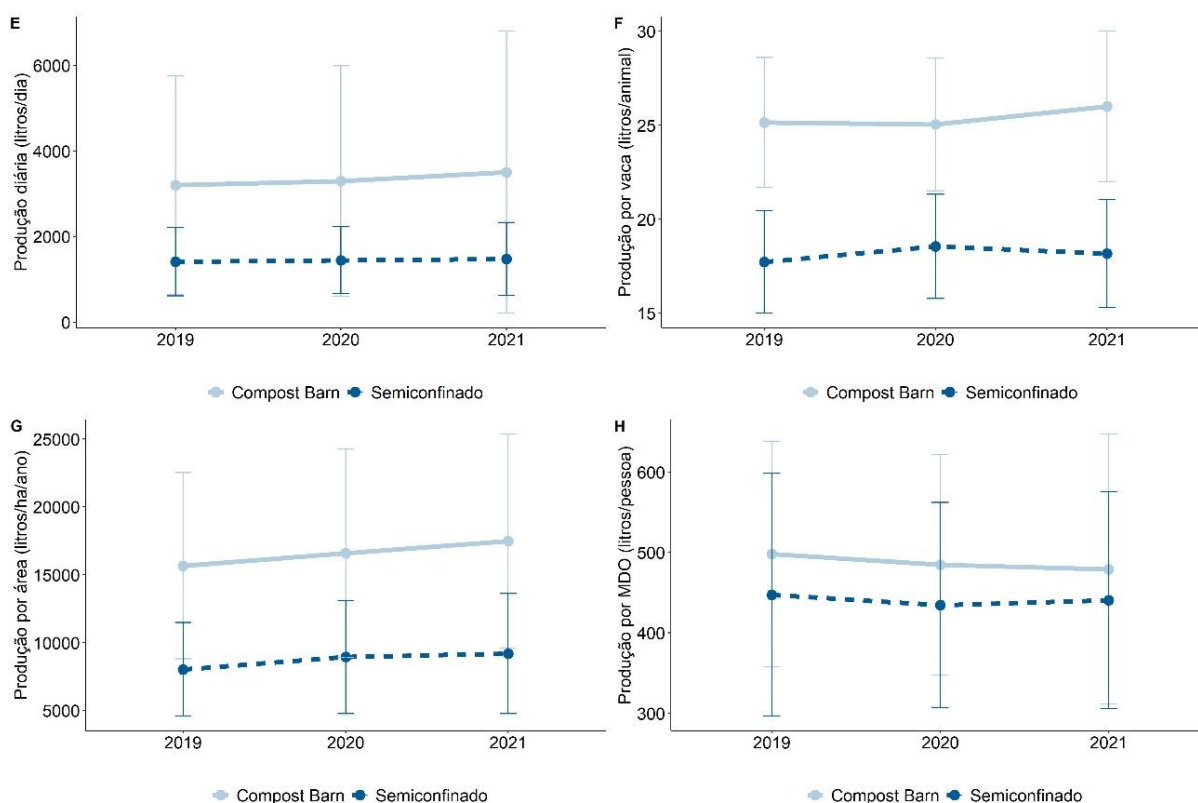 E
Produção diária (litros/dia)
6000
4000
2000
0
2019 2020 2021
Compost Barn Semiconfinado
F
Produção por vaca (litros/animal)
30
25
20
15
2019 2020 2021
Compost Barn Semiconfinado
G
Produção por área (litros/ha/ano)
25000
20000
15000
10000
5000
2019 2020 2021
Compost Barn Semiconfinado
H
Produção por MDO (litros/pessoa)
600
500
400
300
2019 2020 2021
Compost Barn Semiconfinado